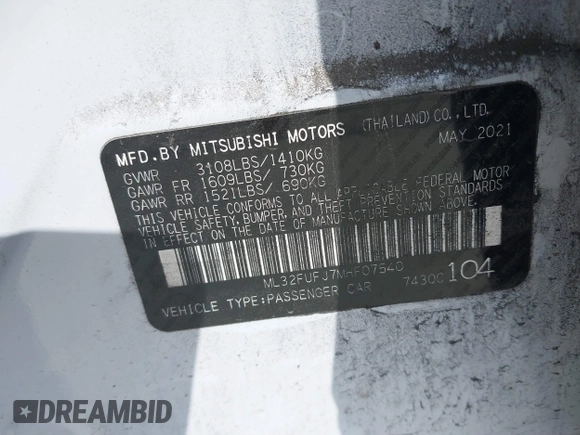 MFD.BY MITSUBISHI MOTORS (THAILAND)CO.,LTD.
GVWR 3108LBS/1410KG MAY 2021
GAWR FR 1609LBS/ 730KG
GAWR RR 1521LBS/ 690KG
THIS VEHICLE CONFORMS TO ALL APPLICABLE FEDERAL MOTOR
VEHICLE SAFETY, BUMPER, AND THEFT PREVENTION STANDARDS
IN EFFECT ON THE DATE OF MANUFACTURE SHOWN ABOVE.
ML32FUFJ7MHF07540
VEHICLE TYPE:PASSENGER CAR 7430C 104
DREAMBID